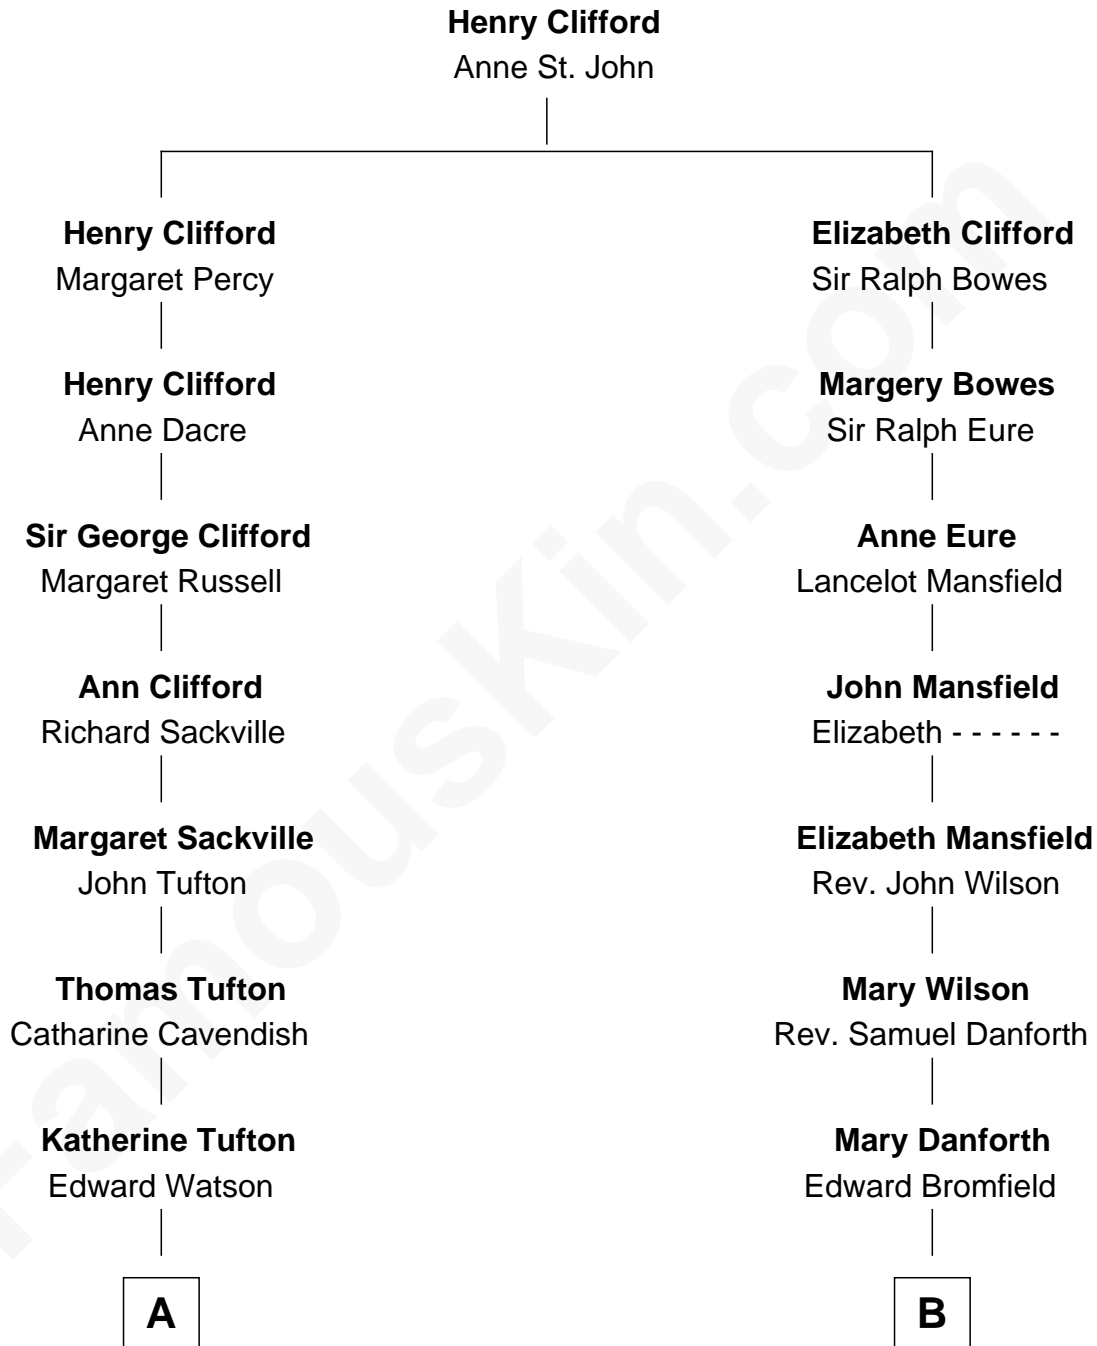 Henry Clifford
Anne St. John
Henry Clifford
Margaret Percy
Henry Clifford
Anne Dacre
Sir George Clifford
Margaret Russell
Ann Clifford
Richard Sackville
Margaret Sackville
John Tufton
Thomas Tufton
Catharine Cavendish
Katherine Tufton
Edward Watson
A
Elizabeth Clifford
Sir Ralph Bowes
Margery Bowes
Sir Ralph Eure
Anne Eure
Lancelot Mansfield
John Mansfield
Elizabeth - - - - - -
Elizabeth Mansfield
Rev. John Wilson
Mary Wilson
Rev. Samuel Danforth
Mary Danforth
Edward Bromfield
B
FamousKin.com